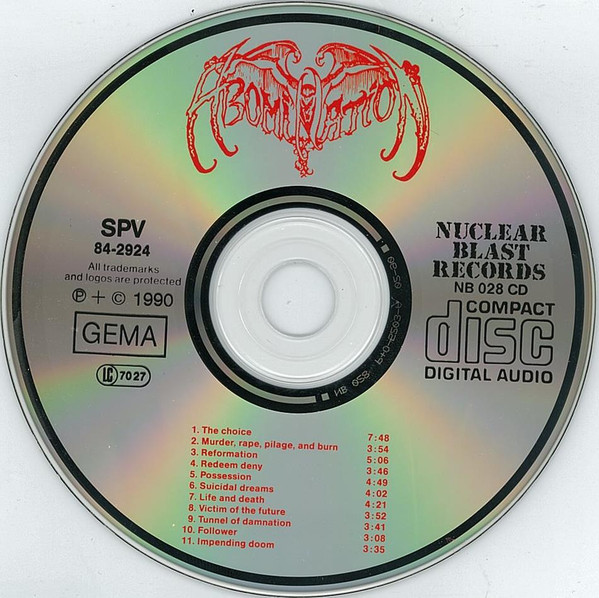 ABOMINATION
SPV
84-2924
All trademarks
and logos are protected
Ⓟ + © 1990
GEMA
LC 7027
NUCLEAR
BLAST
RECORDS
NB 028 CD
COMPACT
disc
DIGITAL AUDIO
1. The choice 7:48
2. Murder, rape, pilage, and burn 3:54
3. Reformation 5:06
4. Redeem deny 3:46
5. Possession 4:49
6. Suicidal dreams 4:02
7. Life and death 4:21
8. Victim of the future 3:52
9. Tunnel of damnation 3:41
10. Follower 3:08
11. Impending doom 3:35